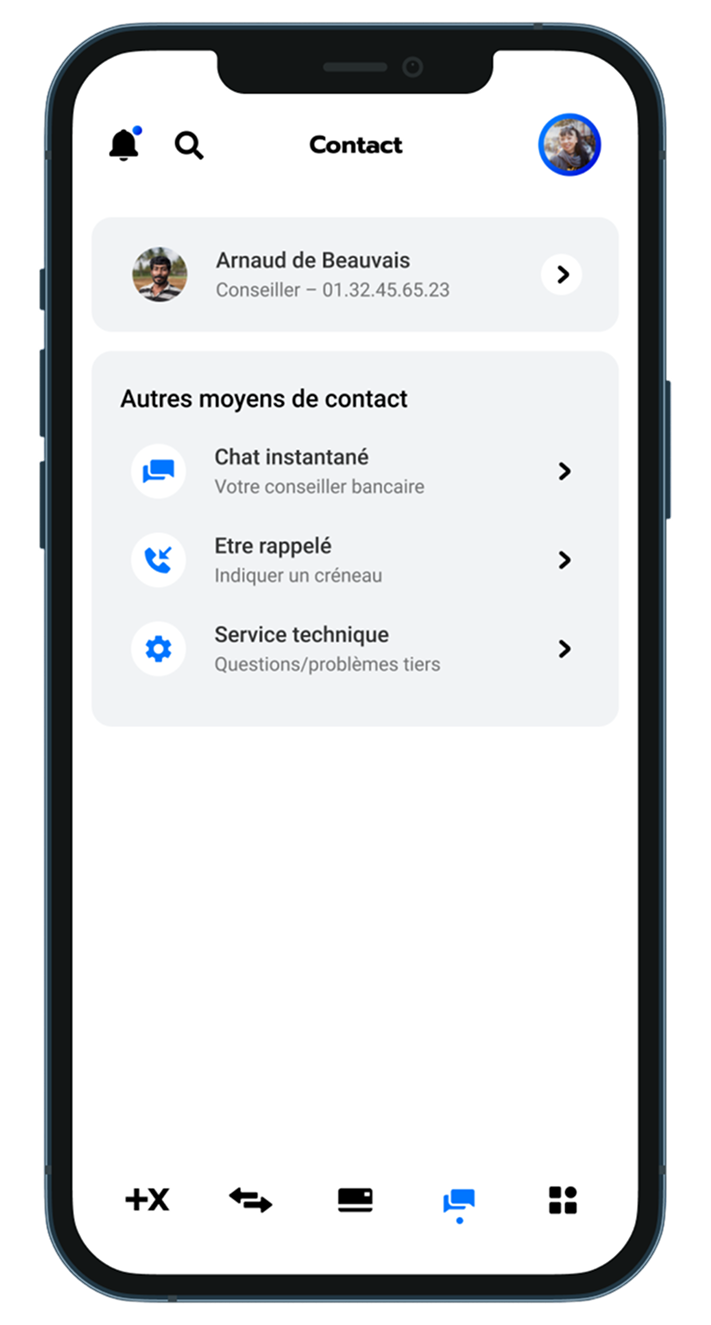 Contact
Arnaud de Beauvais
Conseiller – 01.32.45.65.23
Autres moyens de contact
Chat instantané
Votre conseiller bancaire
Etre rappelé
Indiquer un créneau
Service technique
Questions/problèmes tiers
+X